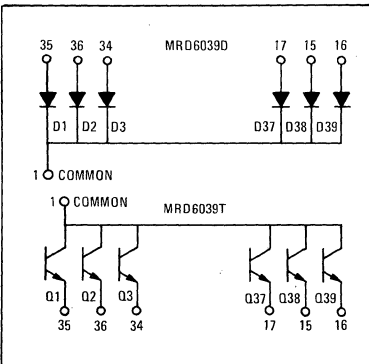 35 36 34 MRD6039D 17 15 16
D1 D2 D3 D37 D38 D39
1 COMMON
1 COMMON
MRD6039T
Q1 Q2 Q3 Q37 Q38 Q39
35 36 34 17 15 16